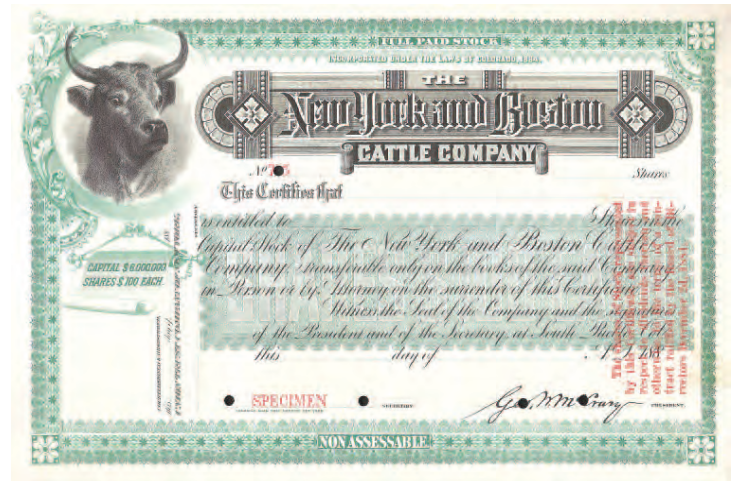 FULL PAID STOCK
INCORPORATED UNDER THE LAWS OF COLORADO,
THE
New York and Boston
CATTLE COMPANY
No
Shares
This Certifies that
is entitled to Shares in the
Capital Stock of The New York and Boston Cattle
Company, transferable only on the books of the said Company
in Person or by Attorney on the surrender of this Certificate
Witness the Seal of the Company and the signatures
of the President and of the Secretary, at South Colo.
this day of A.D. 188
CAPITAL $6,000,000
SHARES $100 EACH.
SPECIMEN
SECRETARY
Geo. W. McCrary
PRESIDENT.
NON ASSESSABLE